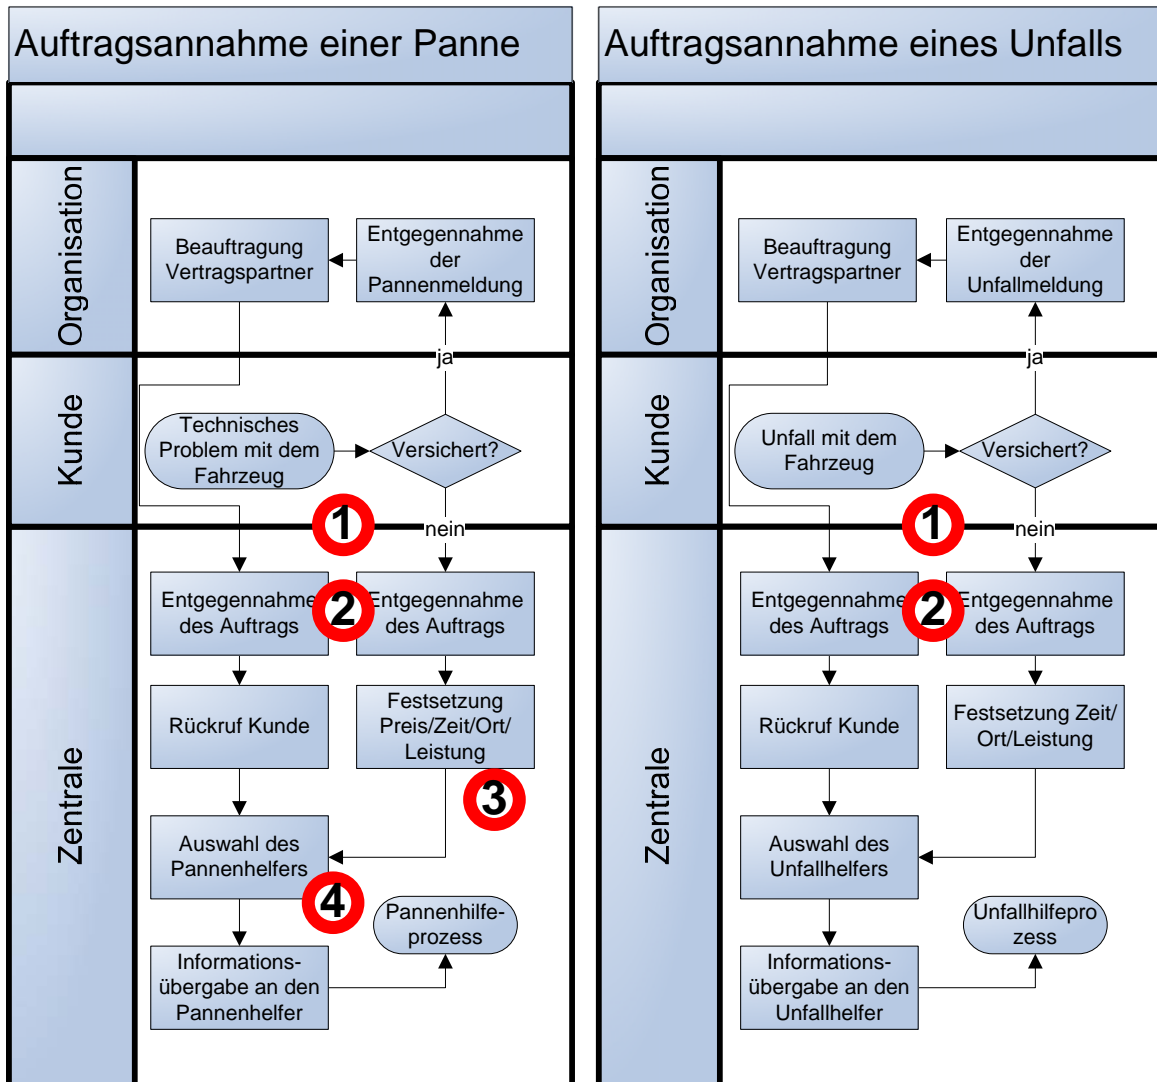 Auftragsannahme einer Panne
Organisation
Beauftragung
Vertragspartner
Entgegennahme
der
Pannenmeldung
ja
Kunde
Technisches
Problem mit dem
Fahrzeug
Versichert?
1
nein
Zentrale
Entgegennahme
des Auftrags
2
Entgegennahme
des Auftrags
Rückruf Kunde
Festsetzung
Preis/Zeit/Ort/
Leistung
3
Auswahl des
Pannenhelfers
4
Pannenhilfe-
prozess
Informations-
übergabe an den
Pannenhelfer
Auftragsannahme eines Unfalls
Organisation
Beauftragung
Vertragspartner
Entgegennahme
der
Unfallmeldung
ja
Kunde
Unfall mit dem
Fahrzeug
Versichert?
1
nein
Zentrale
Entgegennahme
des Auftrags
2
Entgegennahme
des Auftrags
Rückruf Kunde
Festsetzung Zeit/
Ort/Leistung
Auswahl des
Unfallhelfers
Unfallhilfepro
zess
Informations-
übergabe an den
Unfallhelfer